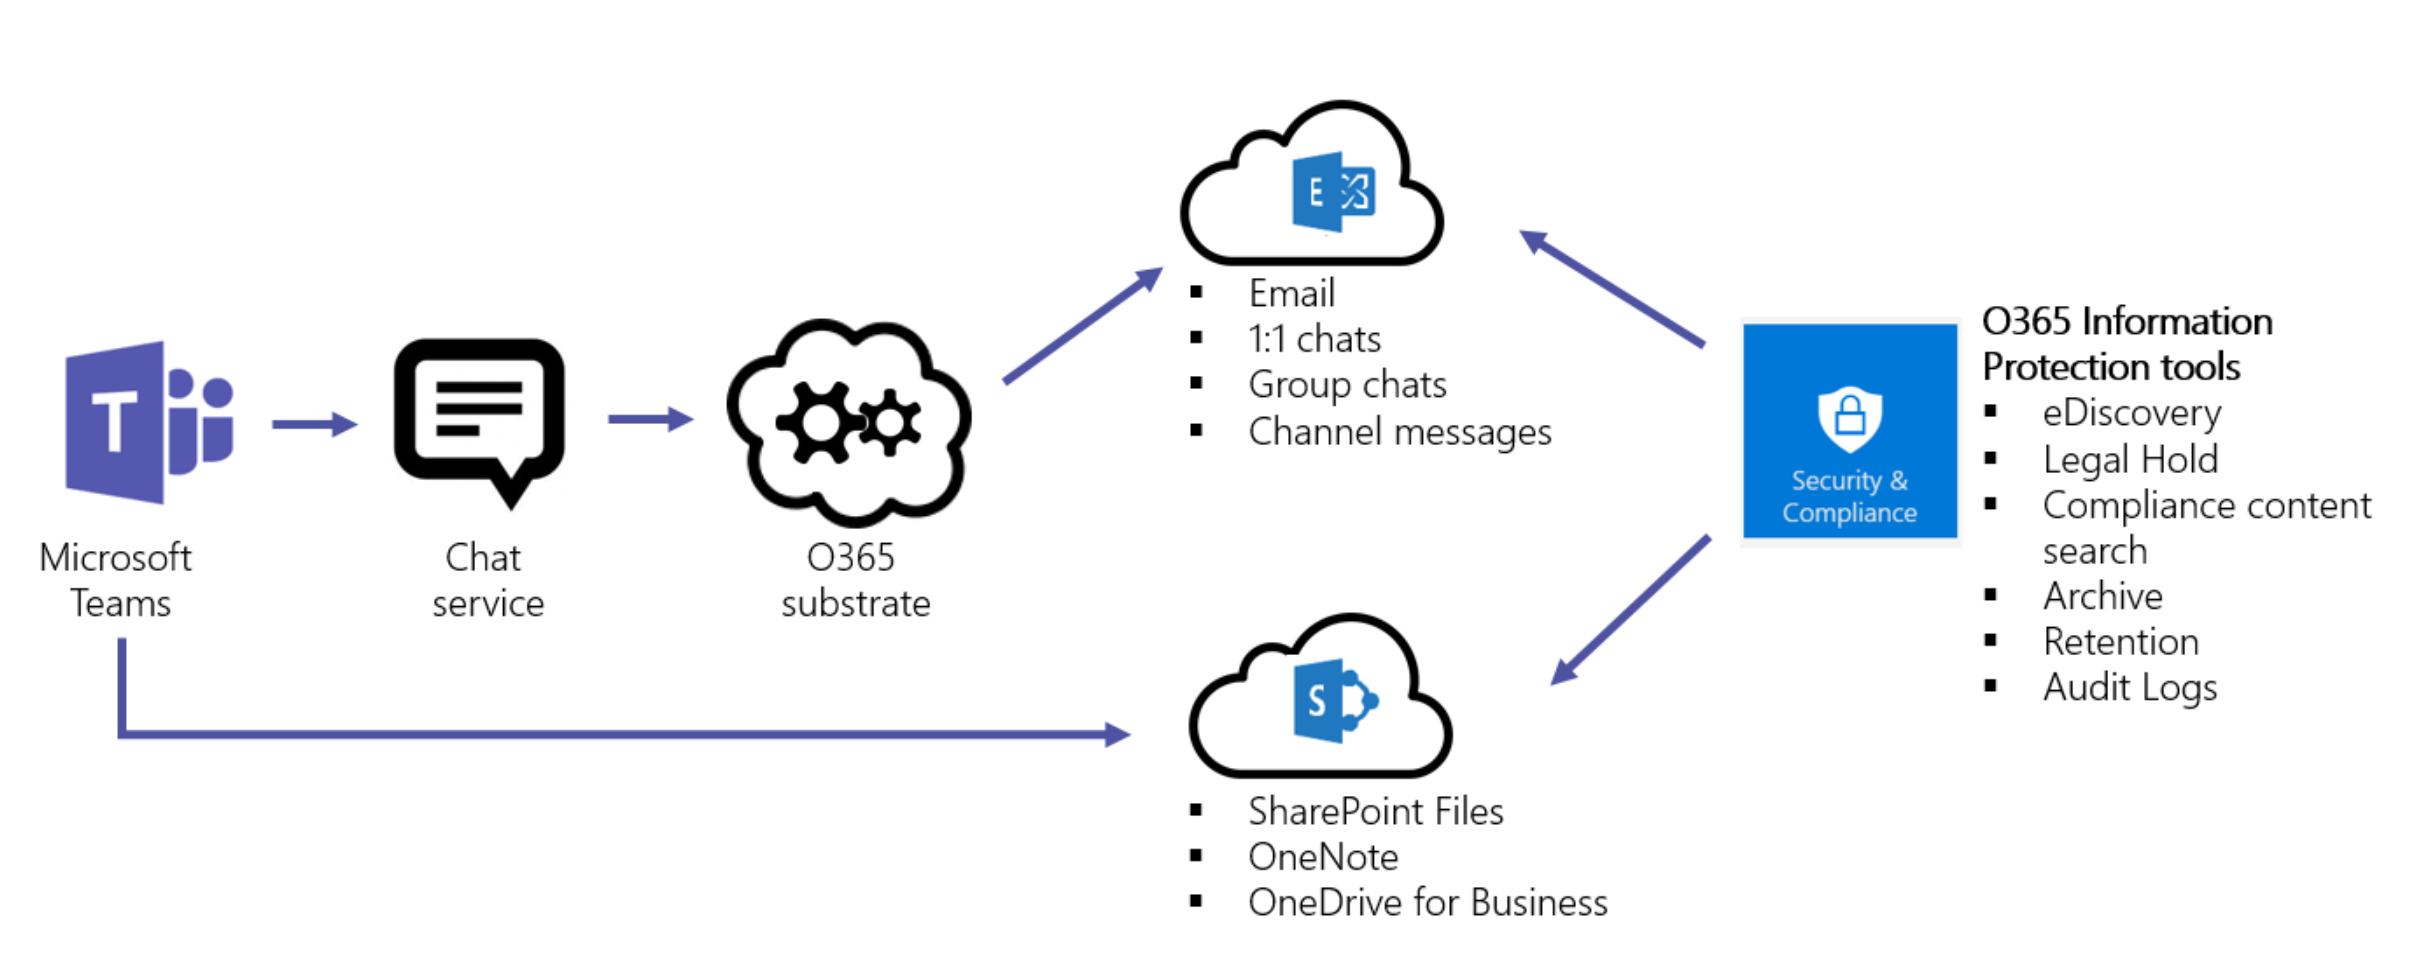 T
Microsoft
Teams
Chat
service
O365
substrate
E
▪ Email
▪ 1:1 chats
▪ Group chats
▪ Channel messages
S
▪ SharePoint Files
▪ OneNote
▪ OneDrive for Business
Security &
Compliance
O365 Information
Protection tools
▪ eDiscovery
▪ Legal Hold
▪ Compliance content
search
▪ Archive
▪ Retention
▪ Audit Logs